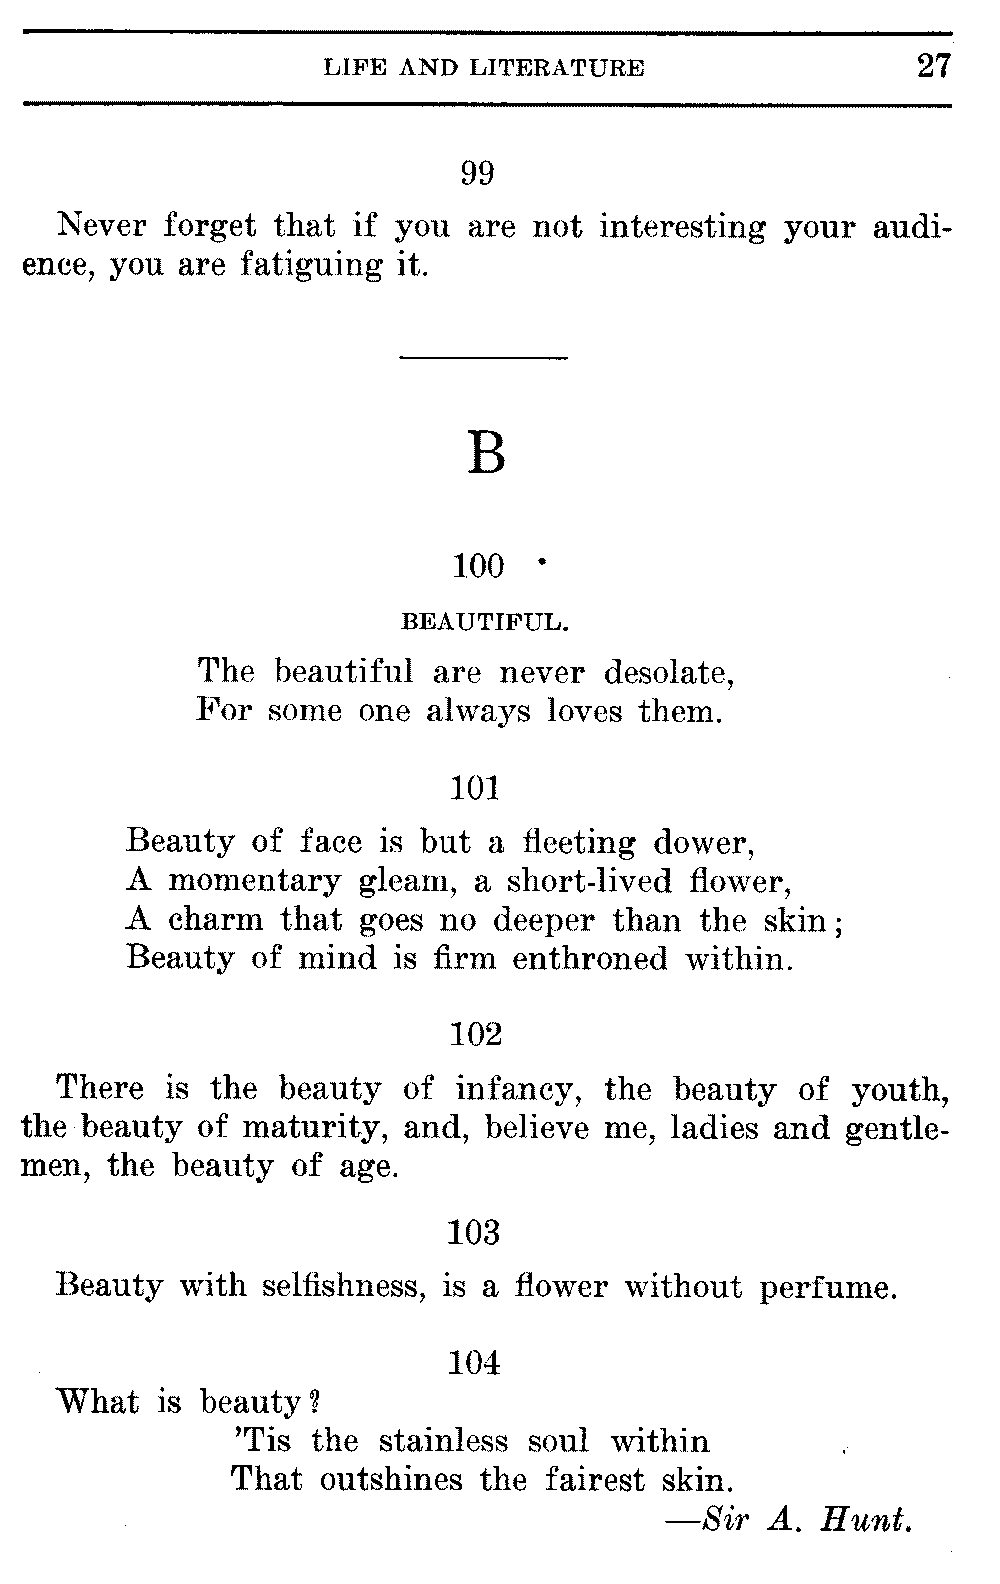 LIFE AND LITERATURE 27
99
Never forget that if you are not interesting your audi-
ence, you are fatiguing it.
B
100
BEAUTIFUL.
The beautiful are never desolate,
For some one always loves them.
101
Beauty of face is but a fleeting dower,
A momentary gleam, a short-lived flower,
A charm that goes no deeper than the skin;
Beauty of mind is firm enthroned within.
102
There is the beauty of infancy, the beauty of youth,
the beauty of maturity, and, believe me, ladies and gentle-
men, the beauty of age.
103
Beauty with selfishness, is a flower without perfume.
104
What is beauty?
'Tis the stainless soul within
That outshines the fairest skin.
—Sir A. Hunt.